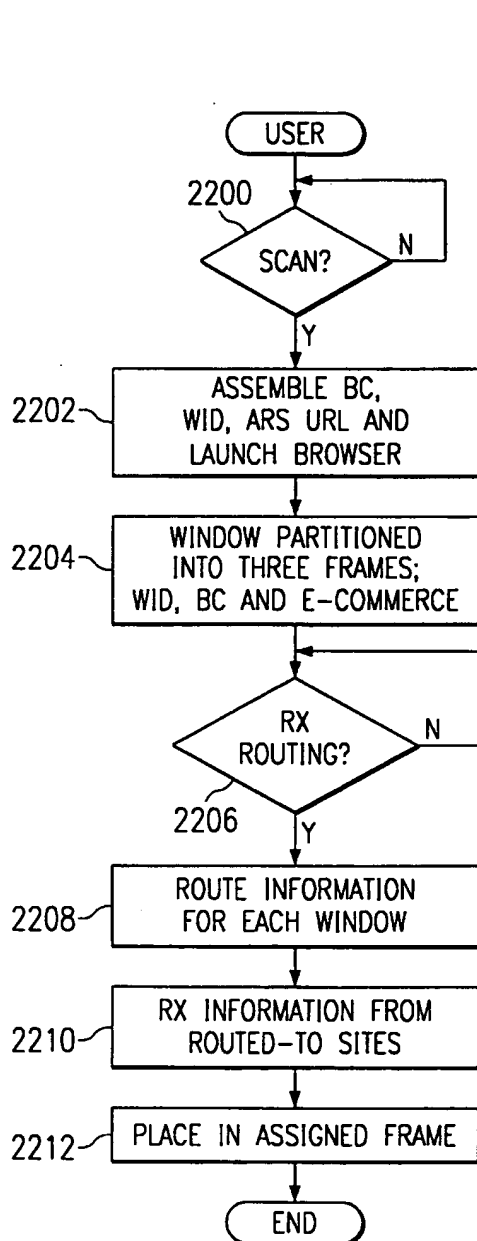 USER
2200
SCAN?
N
Y
2202
ASSEMBLE BC,
WID, ARS URL AND
LAUNCH BROWSER
2204
WINDOW PARTITIONED
INTO THREE FRAMES;
WID, BC AND E-COMMERCE
RX
ROUTING?
N
2206
Y
2208
ROUTE INFORMATION
FOR EACH WINDOW
2210
RX INFORMATION FROM
ROUTED-TO SITES
2212
PLACE IN ASSIGNED FRAME
END